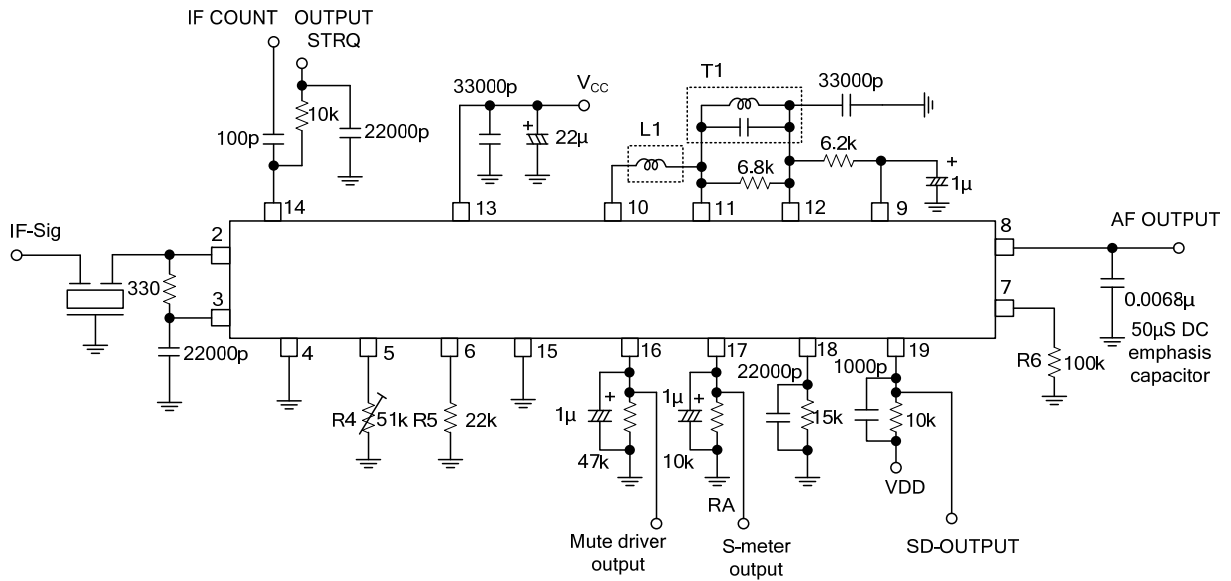 IF COUNT
OUTPUT
STRQ
10k
100p
22000p
33000p
VCC
22µ
T1
L1
33000p
6.2k
6.8k
1µ
14
13
10
11
12
9
IF-Sig
2
330
3
22000p
8
AF OUTPUT
7
0.0068µ
50µS DC
emphasis
capacitor
R6
100k
4
5
6
15
16
17
18
19
R4
51k
R5
22k
1µ
47k
1µ
10k
RA
22000p
15k
1000p
10k
VDD
Mute driver
output
S-meter
output
SD-OUTPUT